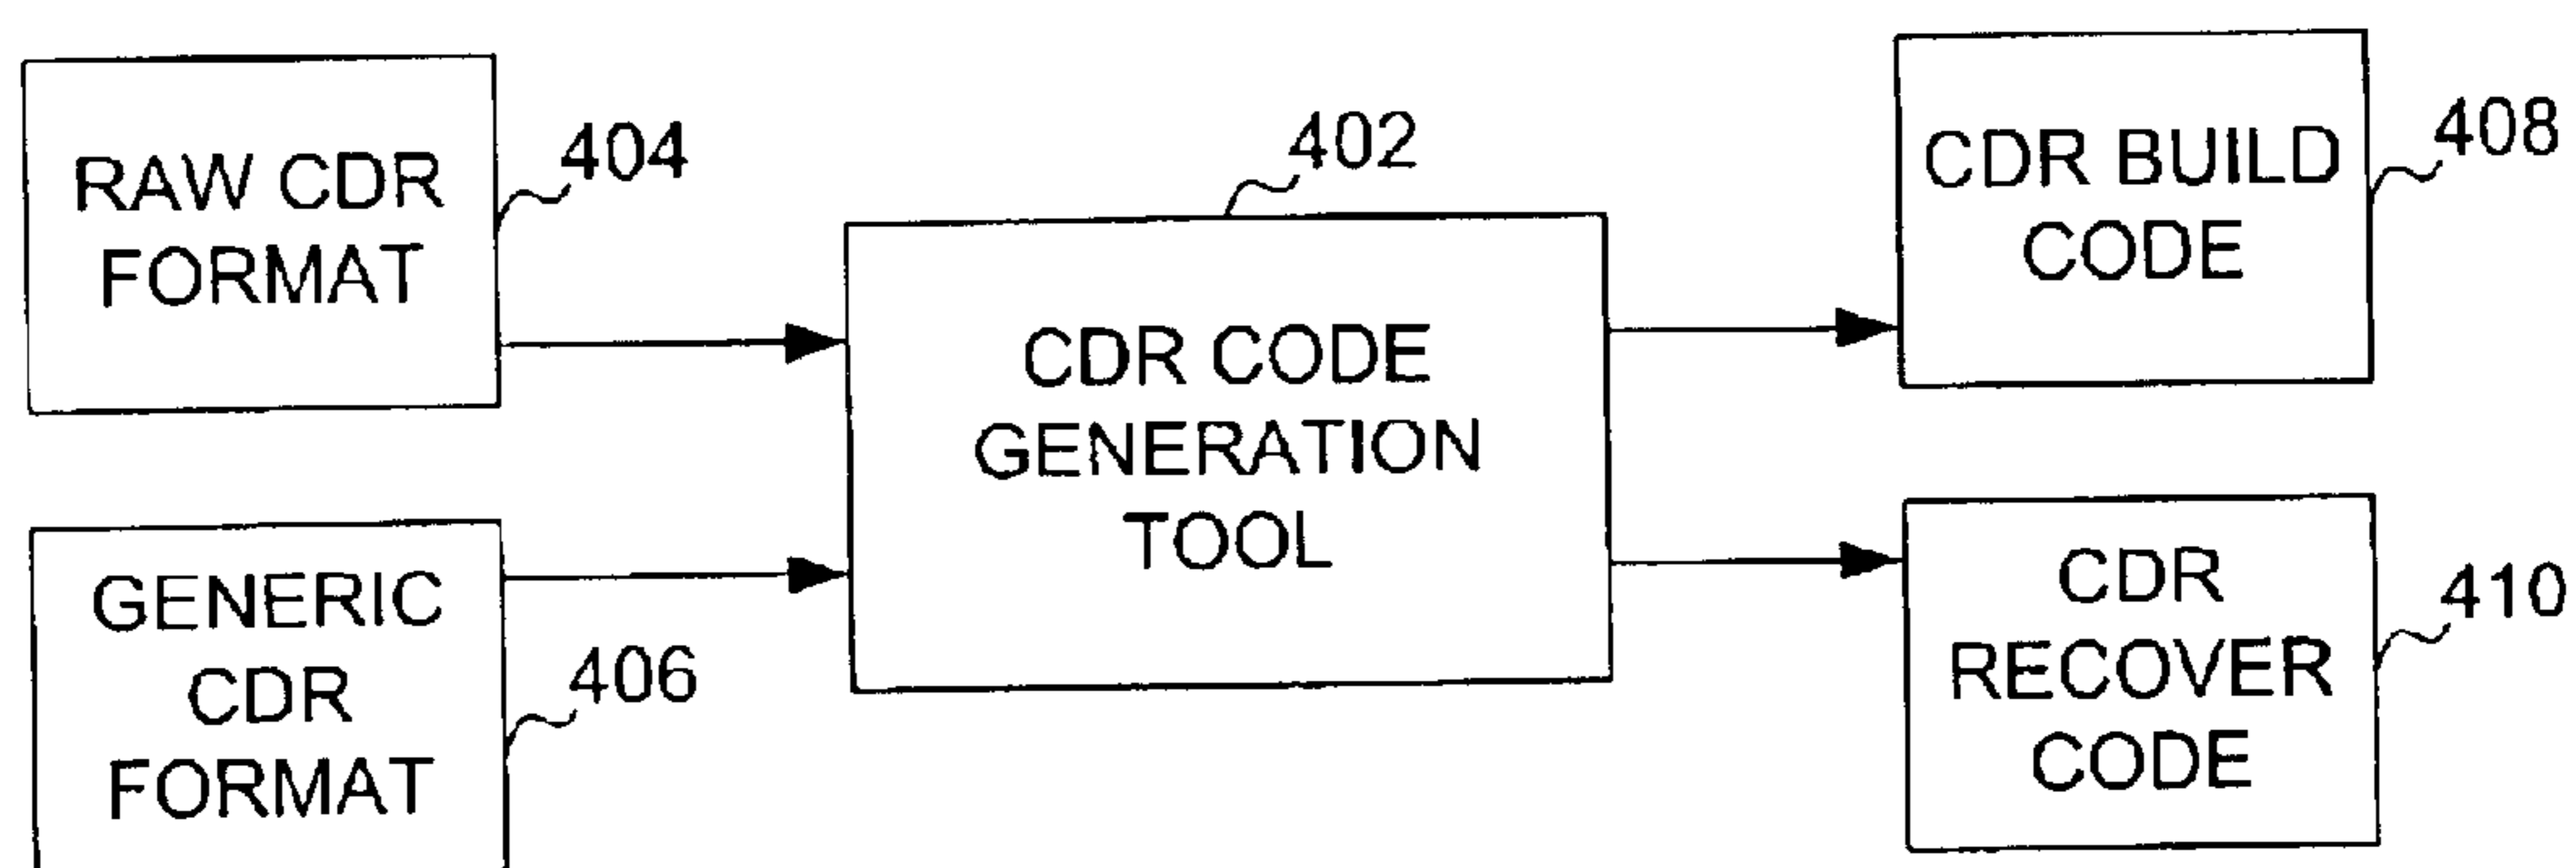 RAW CDR
FORMAT
404
GENERIC
CDR
FORMAT
406
402
CDR CODE
GENERATION
TOOL
CDR BUILD
CODE
408
CDR
RECOVER
CODE
410